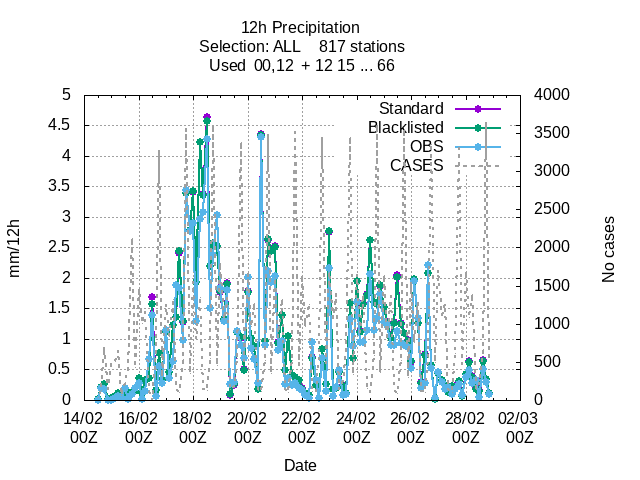 12h Precipitation
Selection: ALL 817 stations
Used 00,12 + 12 15 ... 66
5 4000
4.5 3500
4 3000
3.5 2500
3 2000
2.5 1500
2 1000
1.5 500
1 0
0.5
0
Standard
Blacklisted
OBS
CASES
mm/12h
No cases
14/02 16/02 18/02 20/02 22/02 24/02 26/02 28/02 02/03
00Z 00Z 00Z 00Z 00Z 00Z 00Z 00Z 00Z
Date